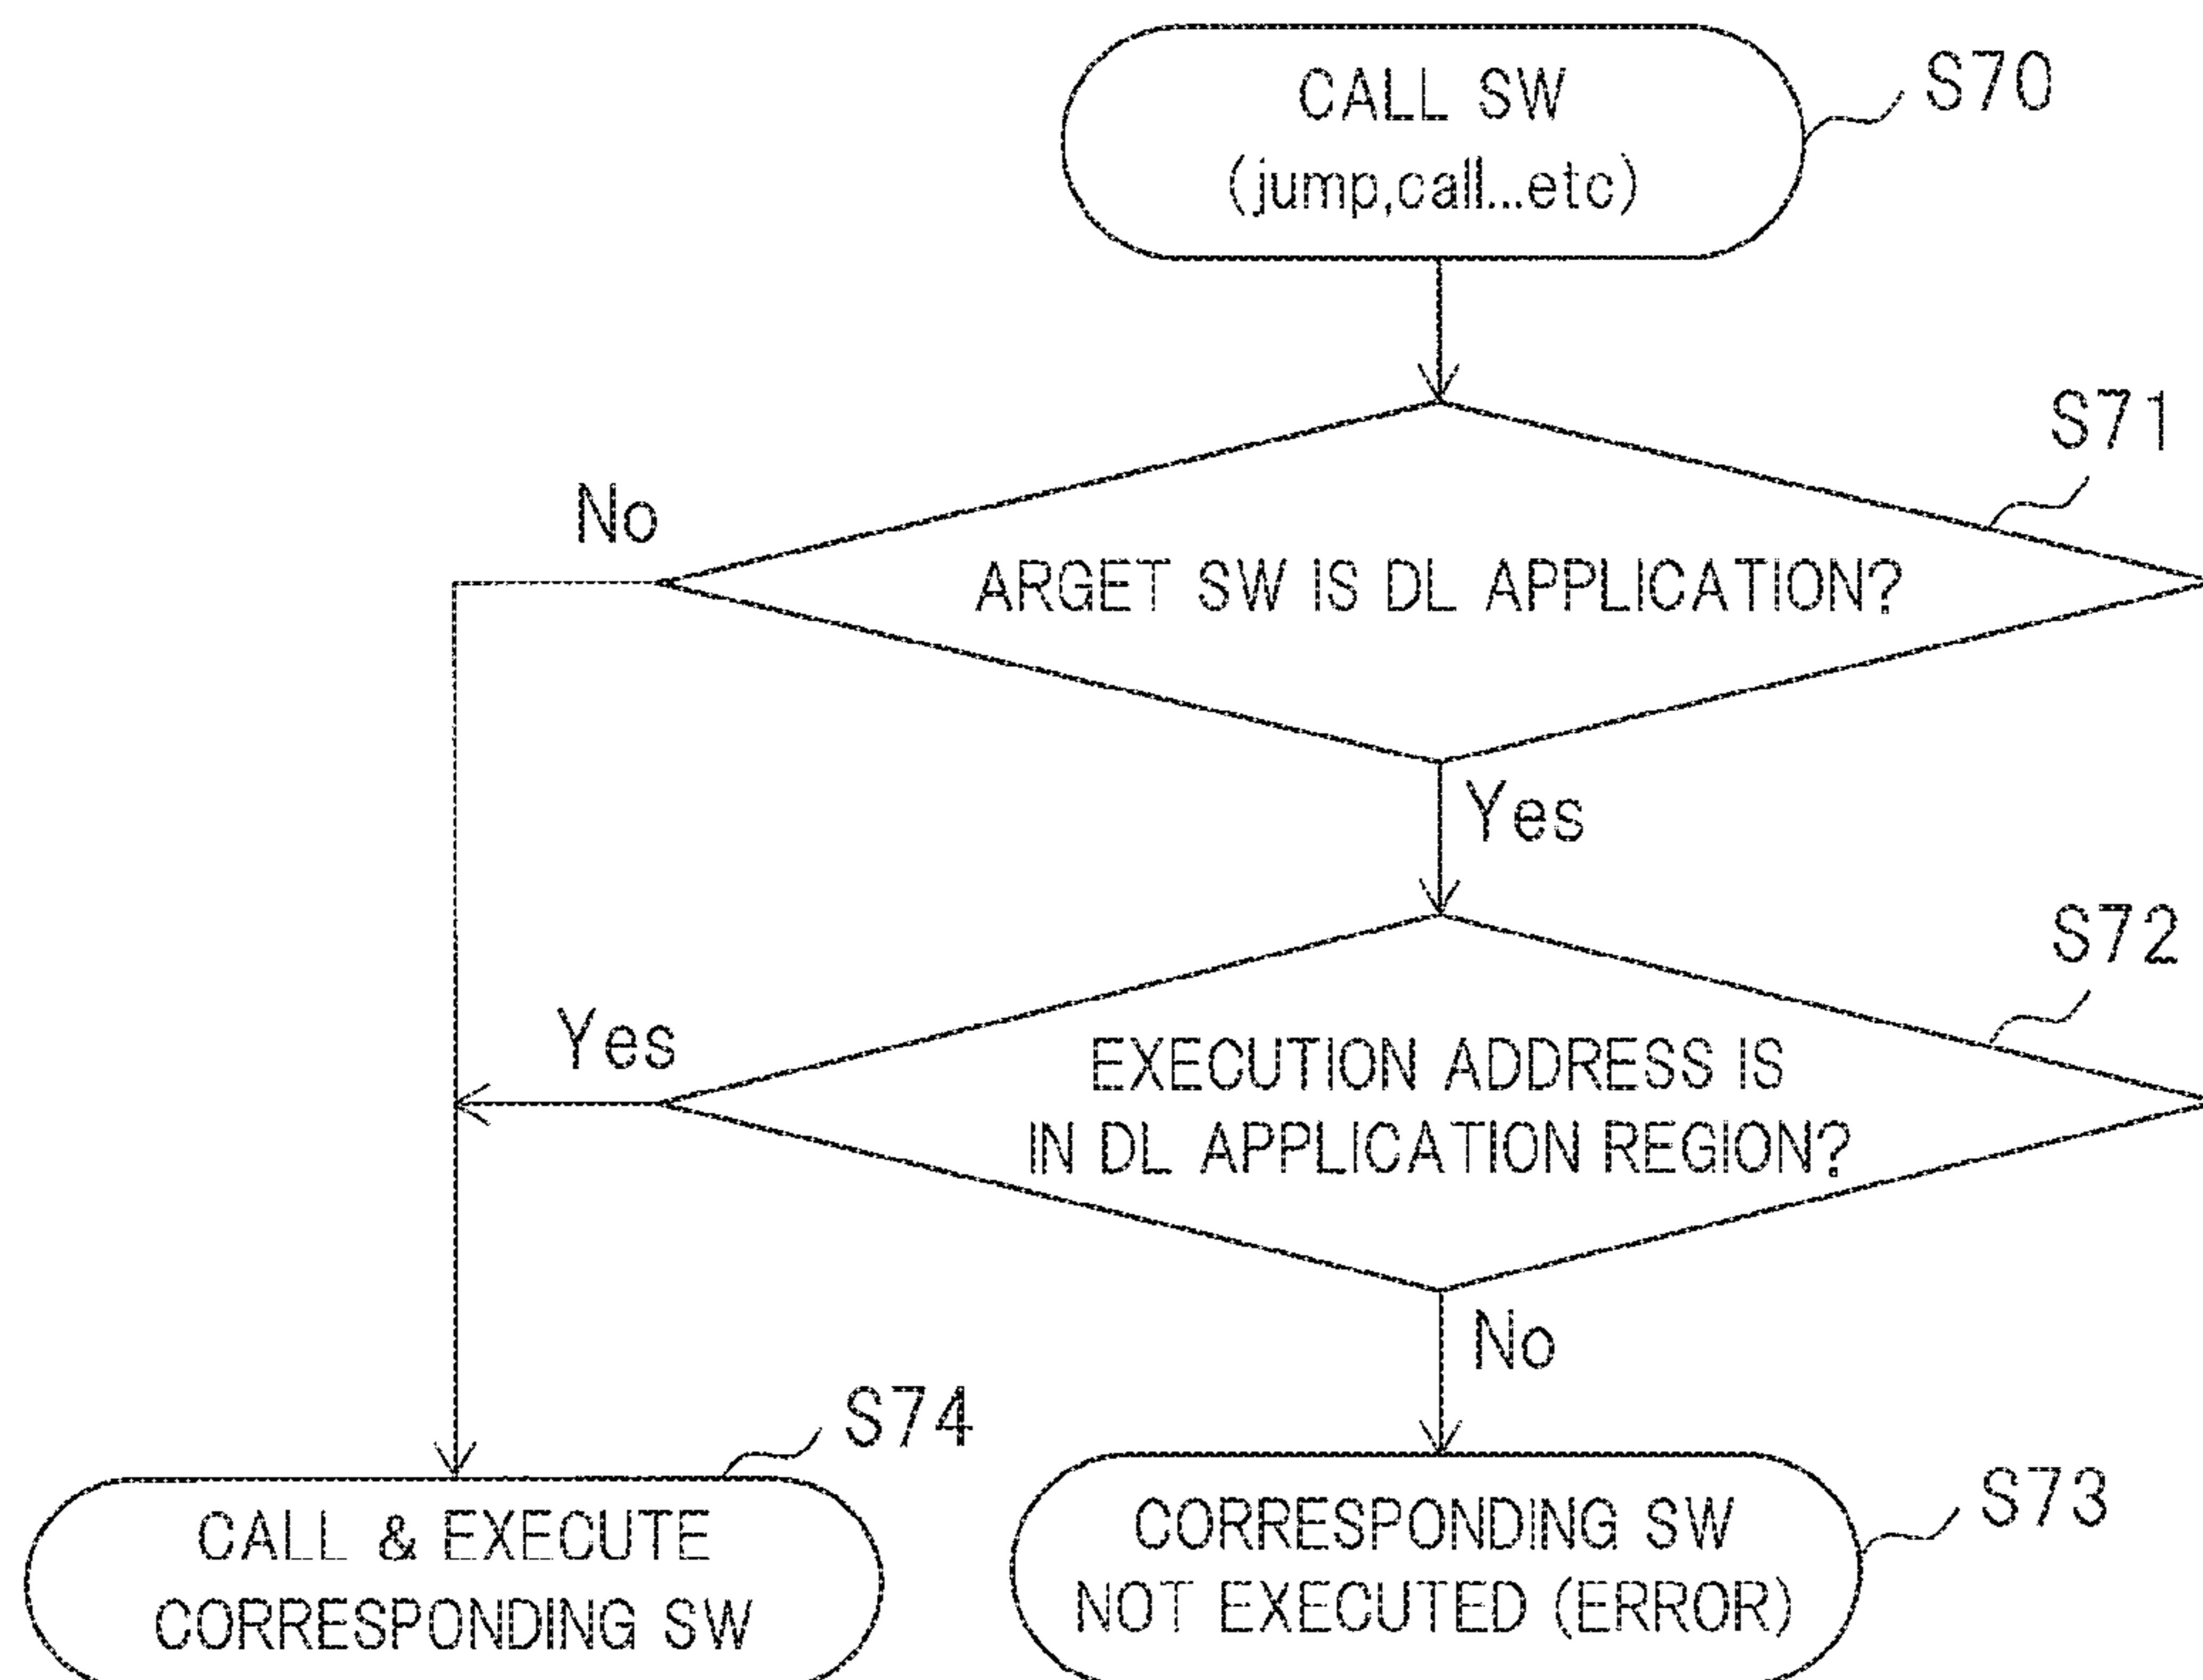 CALL SW
(jump,call...etc)
S70
S71
No
ARGET SW IS DL APPLICATION?
Yes
S72
Yes
EXECUTION ADDRESS IS
IN DL APPLICATION REGION?
No
S74
CALL & EXECUTE
CORRESPONDING SW
S73
CORRESPONDING SW
NOT EXECUTED (ERROR)